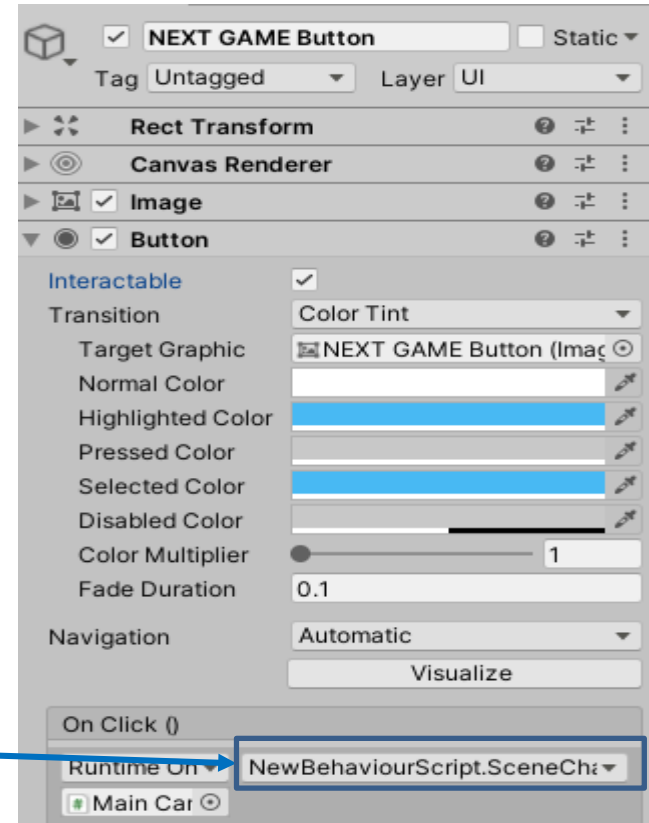 NEXT GAME Button Static
Tag Untagged Layer UI
Rect Transform
Canvas Renderer
Image
Button
Interactable
Transition Color Tint
Target Graphic NEXT GAME Button (Imag
Normal Color
Highlighted Color
Pressed Color
Selected Color
Disabled Color
Color Multiplier 1
Fade Duration 0.1
Navigation Automatic
Visualize
On Click ()
Runtime On NewBehaviourScript.SceneCha
Main Car